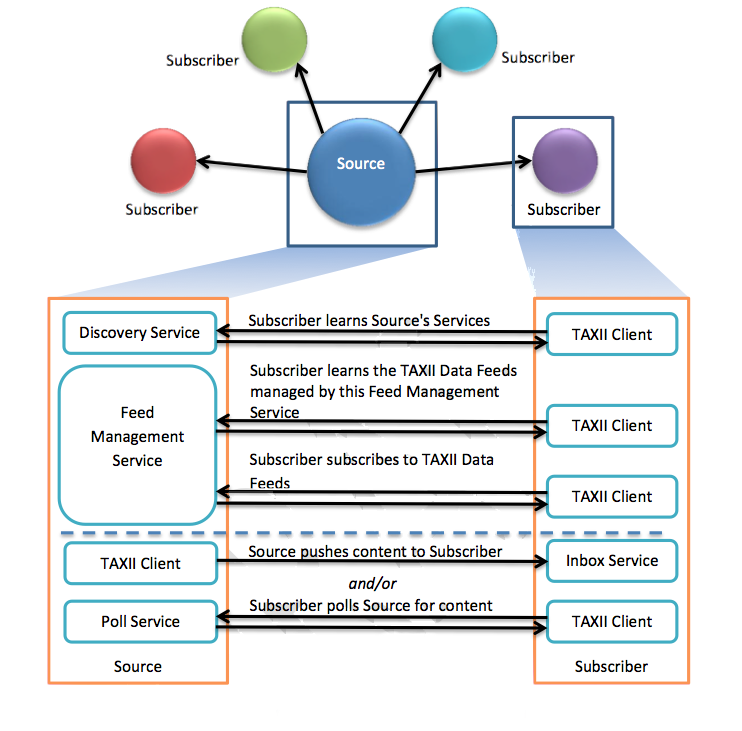 Subscriber
Subscriber
Source
Subscriber
Subscriber
Discovery Service
Subscriber learns Source's Services
TAXII Client
Feed
Management
Service
Subscriber learns the TAXII Data Feeds
managed by this Feed Management
Service
TAXII Client
Subscriber subscribes to TAXII Data
Feeds
TAXII Client
TAXII Client
Source pushes content to Subscriber
Inbox Service
and/or
Poll Service
Subscriber polls Source for content
TAXII Client
Source
Subscriber